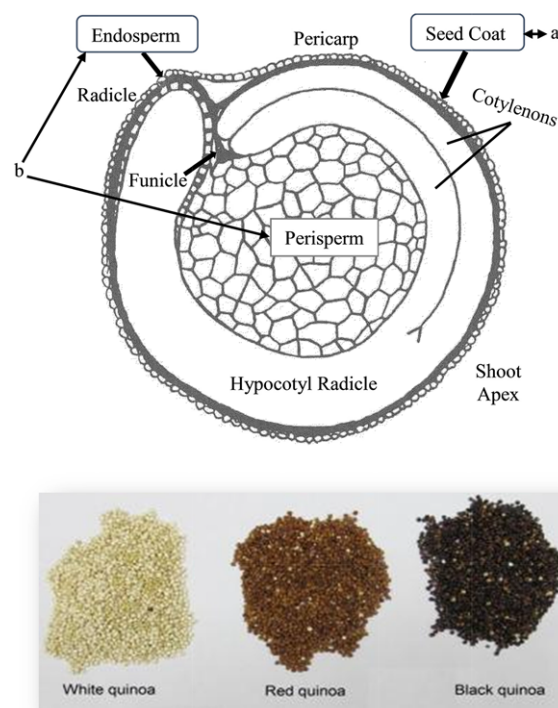 Endosperm
Pericarp
Seed Coat
a
Radicle
Cotylenons
b
Funicle
Perisperm
Hypocotyl Radicle
Shoot
Apex
White quinoa
Red quinoa
Black quinoa